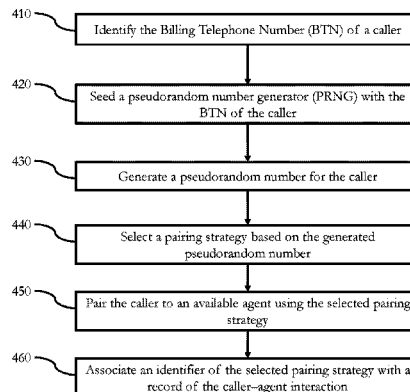 410
Identify the Billing Telephone Number (BTN) of a caller
420
Seed a pseudorandom number generator (PRNG) with the
BTN of the caller
430
Generate a pseudorandom number for the caller
440
Select a pairing strategy based on the generated
pseudorandom number
450
Pair the caller to an available agent using the selected pairing
strategy
460
Associate an identifier of the selected pairing strategy with a
record of the caller–agent interaction